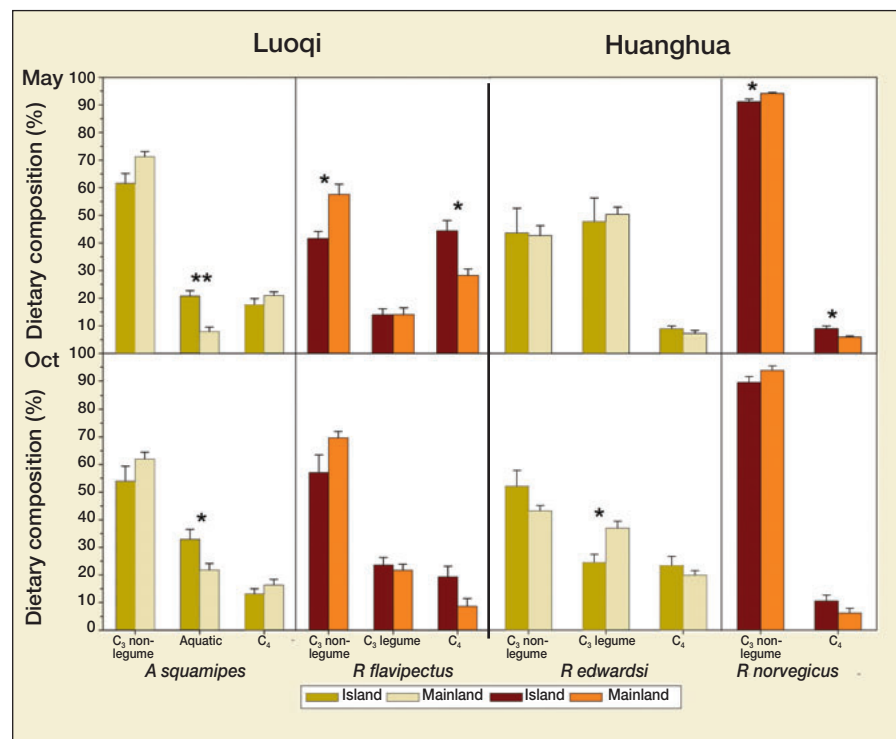 Luoqi Huanghua
May 100
90
80
70
60
50
40
30
20
10
Dietary composition (%)
* ** * * *
Oct 100
90
80
70
60
50
40
30
20
10
0
Dietary composition (%)
* *
C₃ non-legume Aquatic C₄ C₃ non-legume C₃ legume C₄ C₃ non-legume C₃ legume C₄ C₃ non-legume C₄
A squamipes R flavipectus R edwardsi R norvegicus
Island Mainland Island Mainland